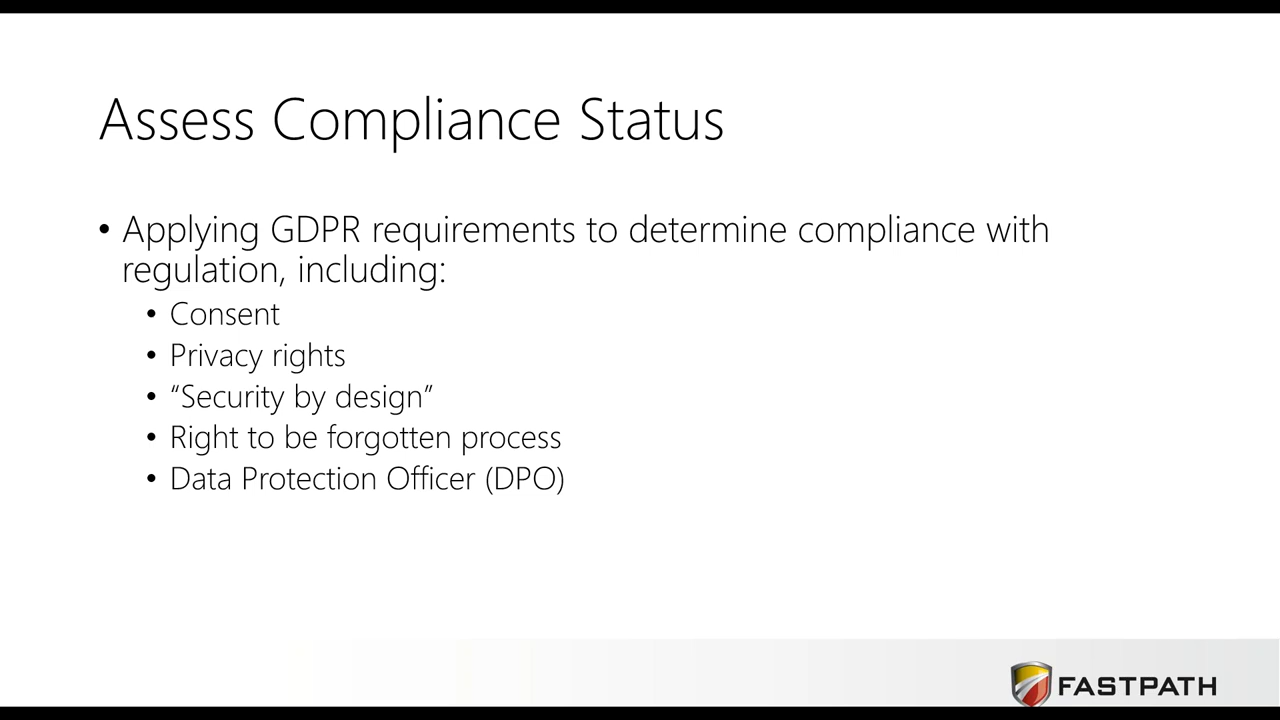 Assess Compliance Status
• Applying GDPR requirements to determine compliance with
regulation, including:
• Consent
• Privacy rights
• “Security by design”
• Right to be forgotten process
• Data Protection Officer (DPO)
FASTPATH